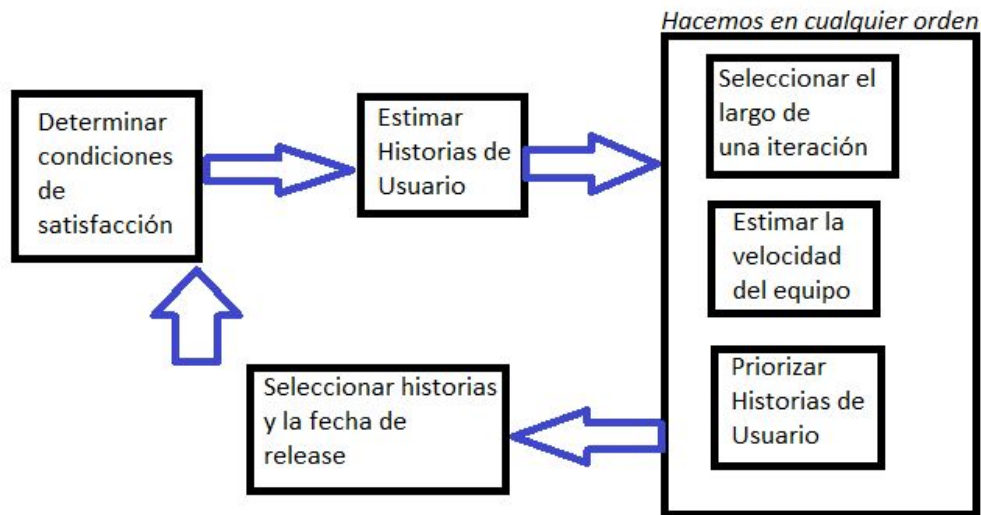 Hacemos en cualquier orden
Determinar
condiciones
de
satisfacción
Estimar
Historias de
Usuario
Seleccionar el
largo de
una iteración
Estimar la
velocidad
del equipo
Priorizar
Historias de
Usuario
Seleccionar historias
y la fecha de
release